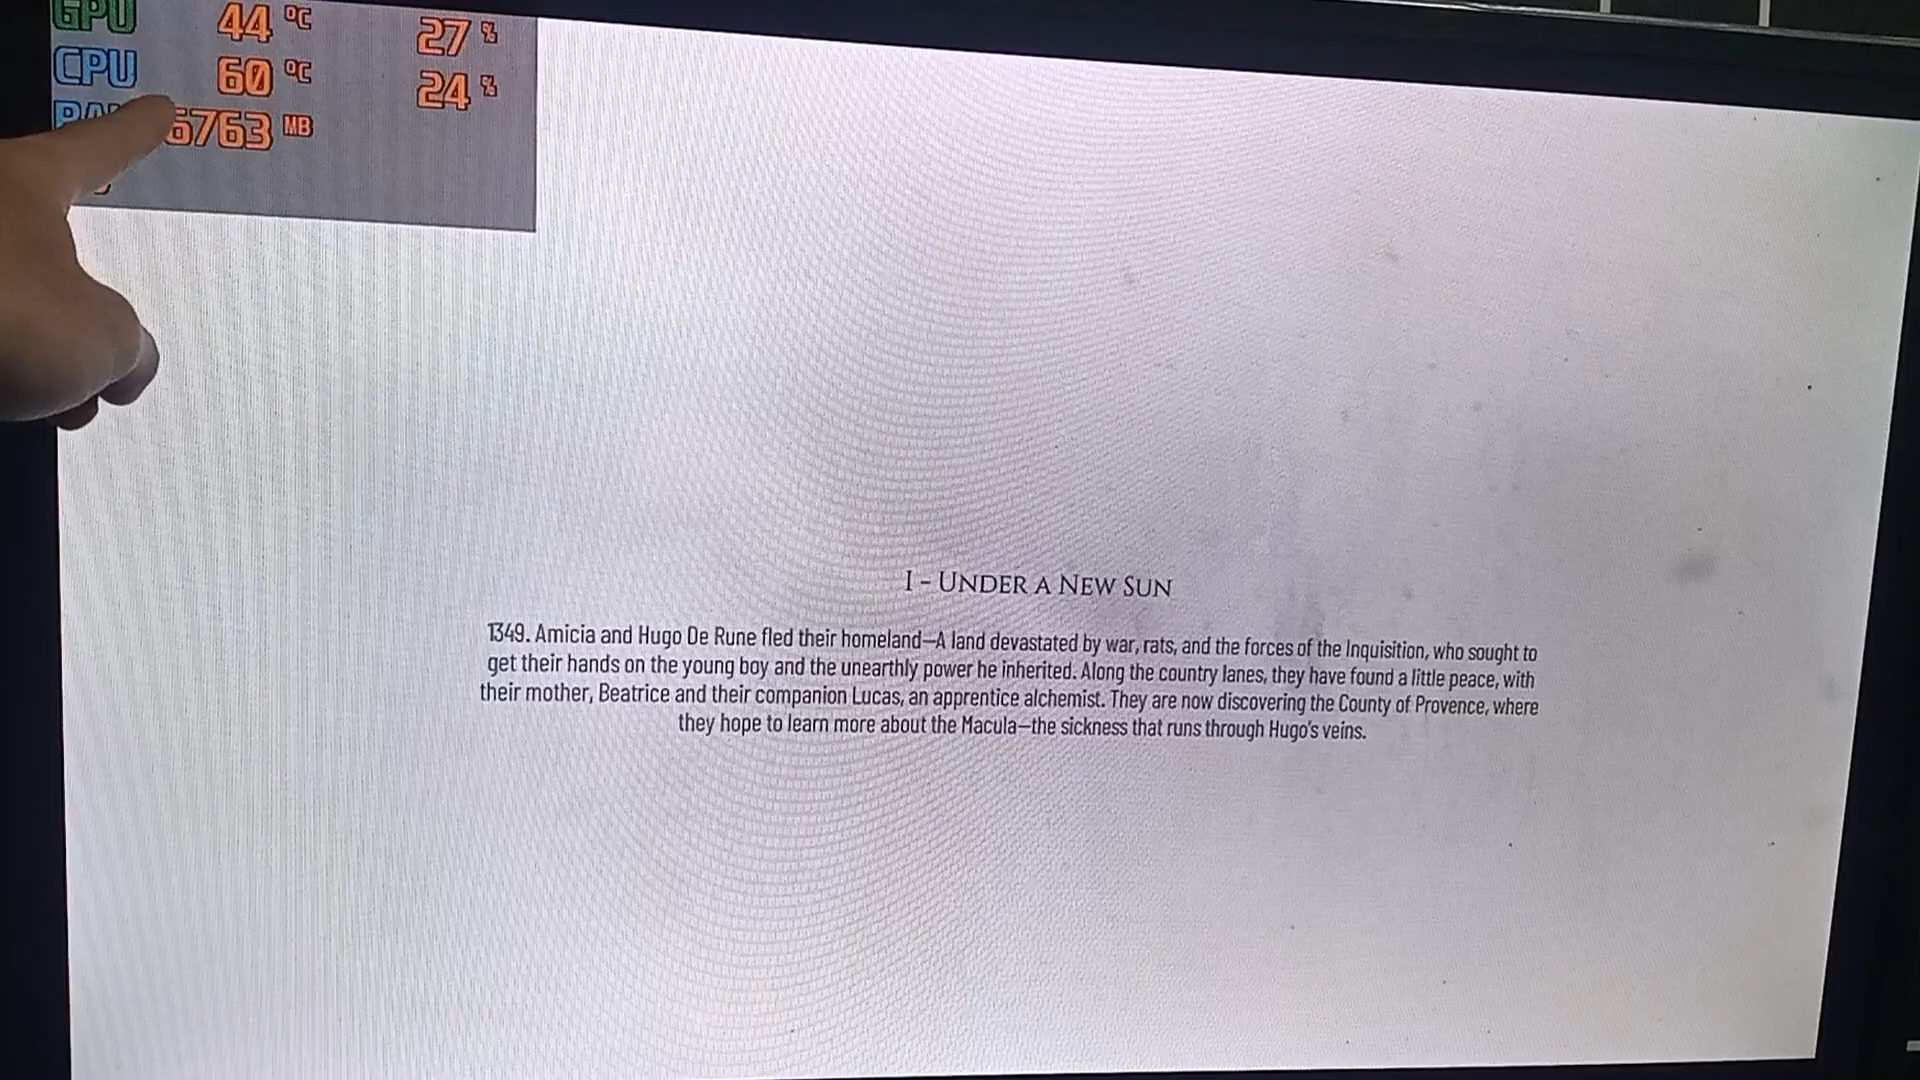 GPU 44 °C 27 %
CPU 60 °C 24 %
6763 MB
I – UNDER A NEW SUN
1349. Amicia and Hugo De Rune fled their homeland—A land devastated by war, rats, and the forces of the Inquisition, who sought to
get their hands on the young boy and the unearthly power he inherited. Along the country lanes, they have found a little peace, with
their mother, Beatrice and their companion Lucas, an apprentice alchemist. They are now discovering the County of Provence, where
they hope to learn more about the Macula—the sickness that runs through Hugo's veins.